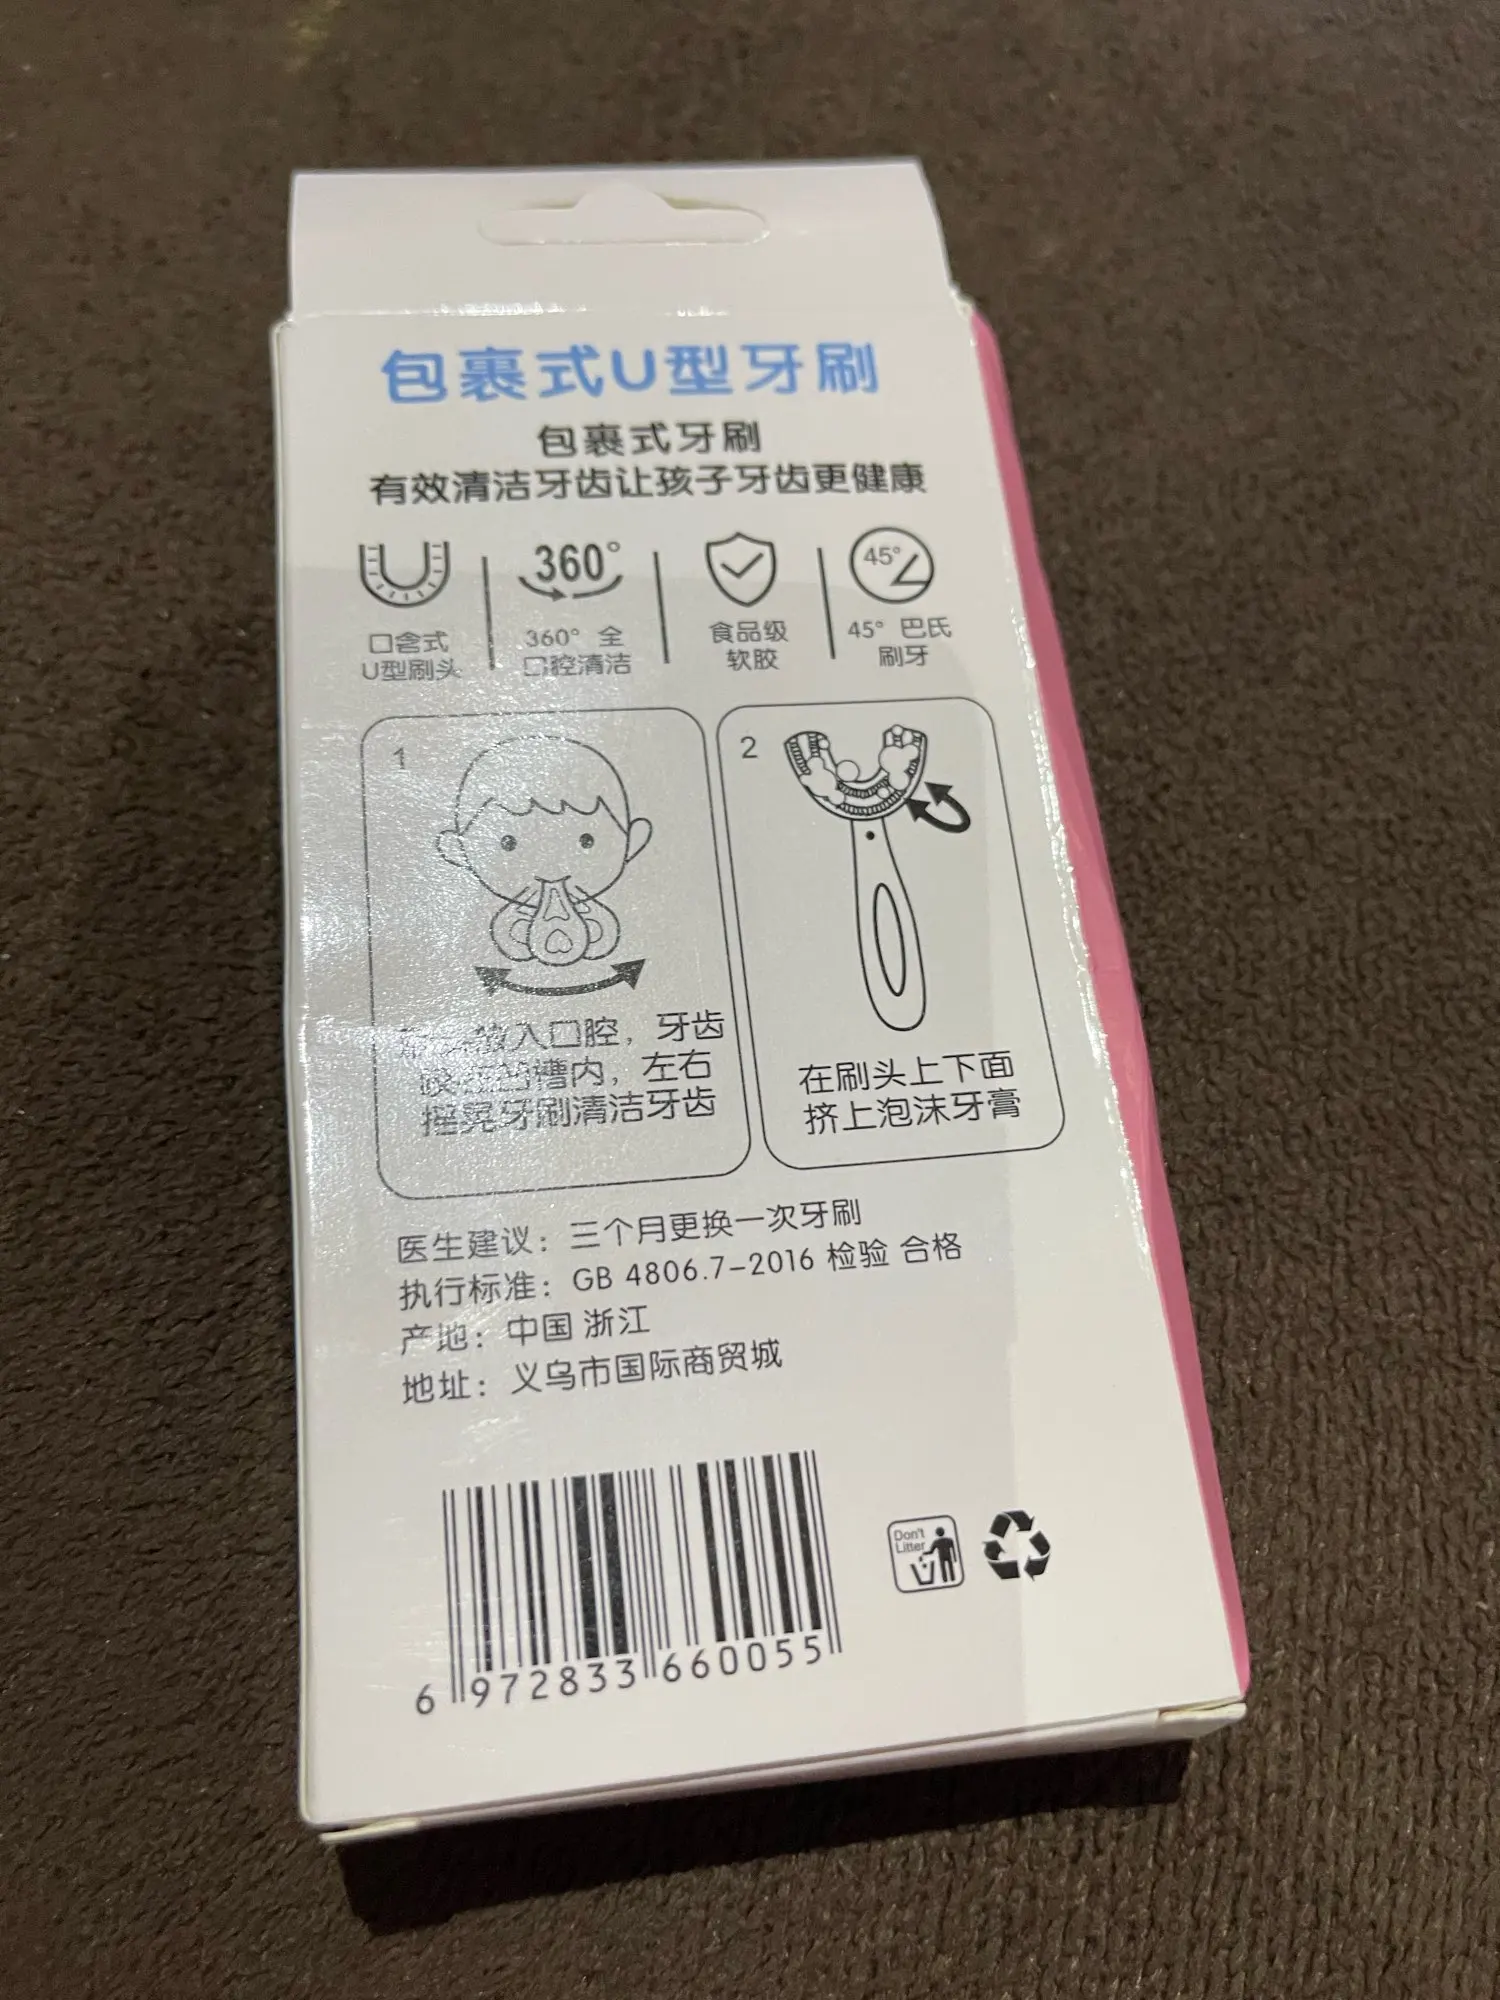 包裹式U型牙刷
包裹式牙刷
有效清洁牙齿让孩子牙齿更健康
360°
45°
口含式
U型刷头
360° 全
口腔清洁
食品级
软胶
45° 巴氏
刷牙
1
放入口腔，牙齿
凹槽内，左右
摇晃牙刷清洁牙齿
2
在刷头上下面
挤上泡沫牙膏
医生建议：三个月更换一次牙刷
执行标准：GB 4806.7-2016 检验 合格
产地：中国 浙江
地址：义乌市国际商贸城
6 972833 660055
Don't
Litter